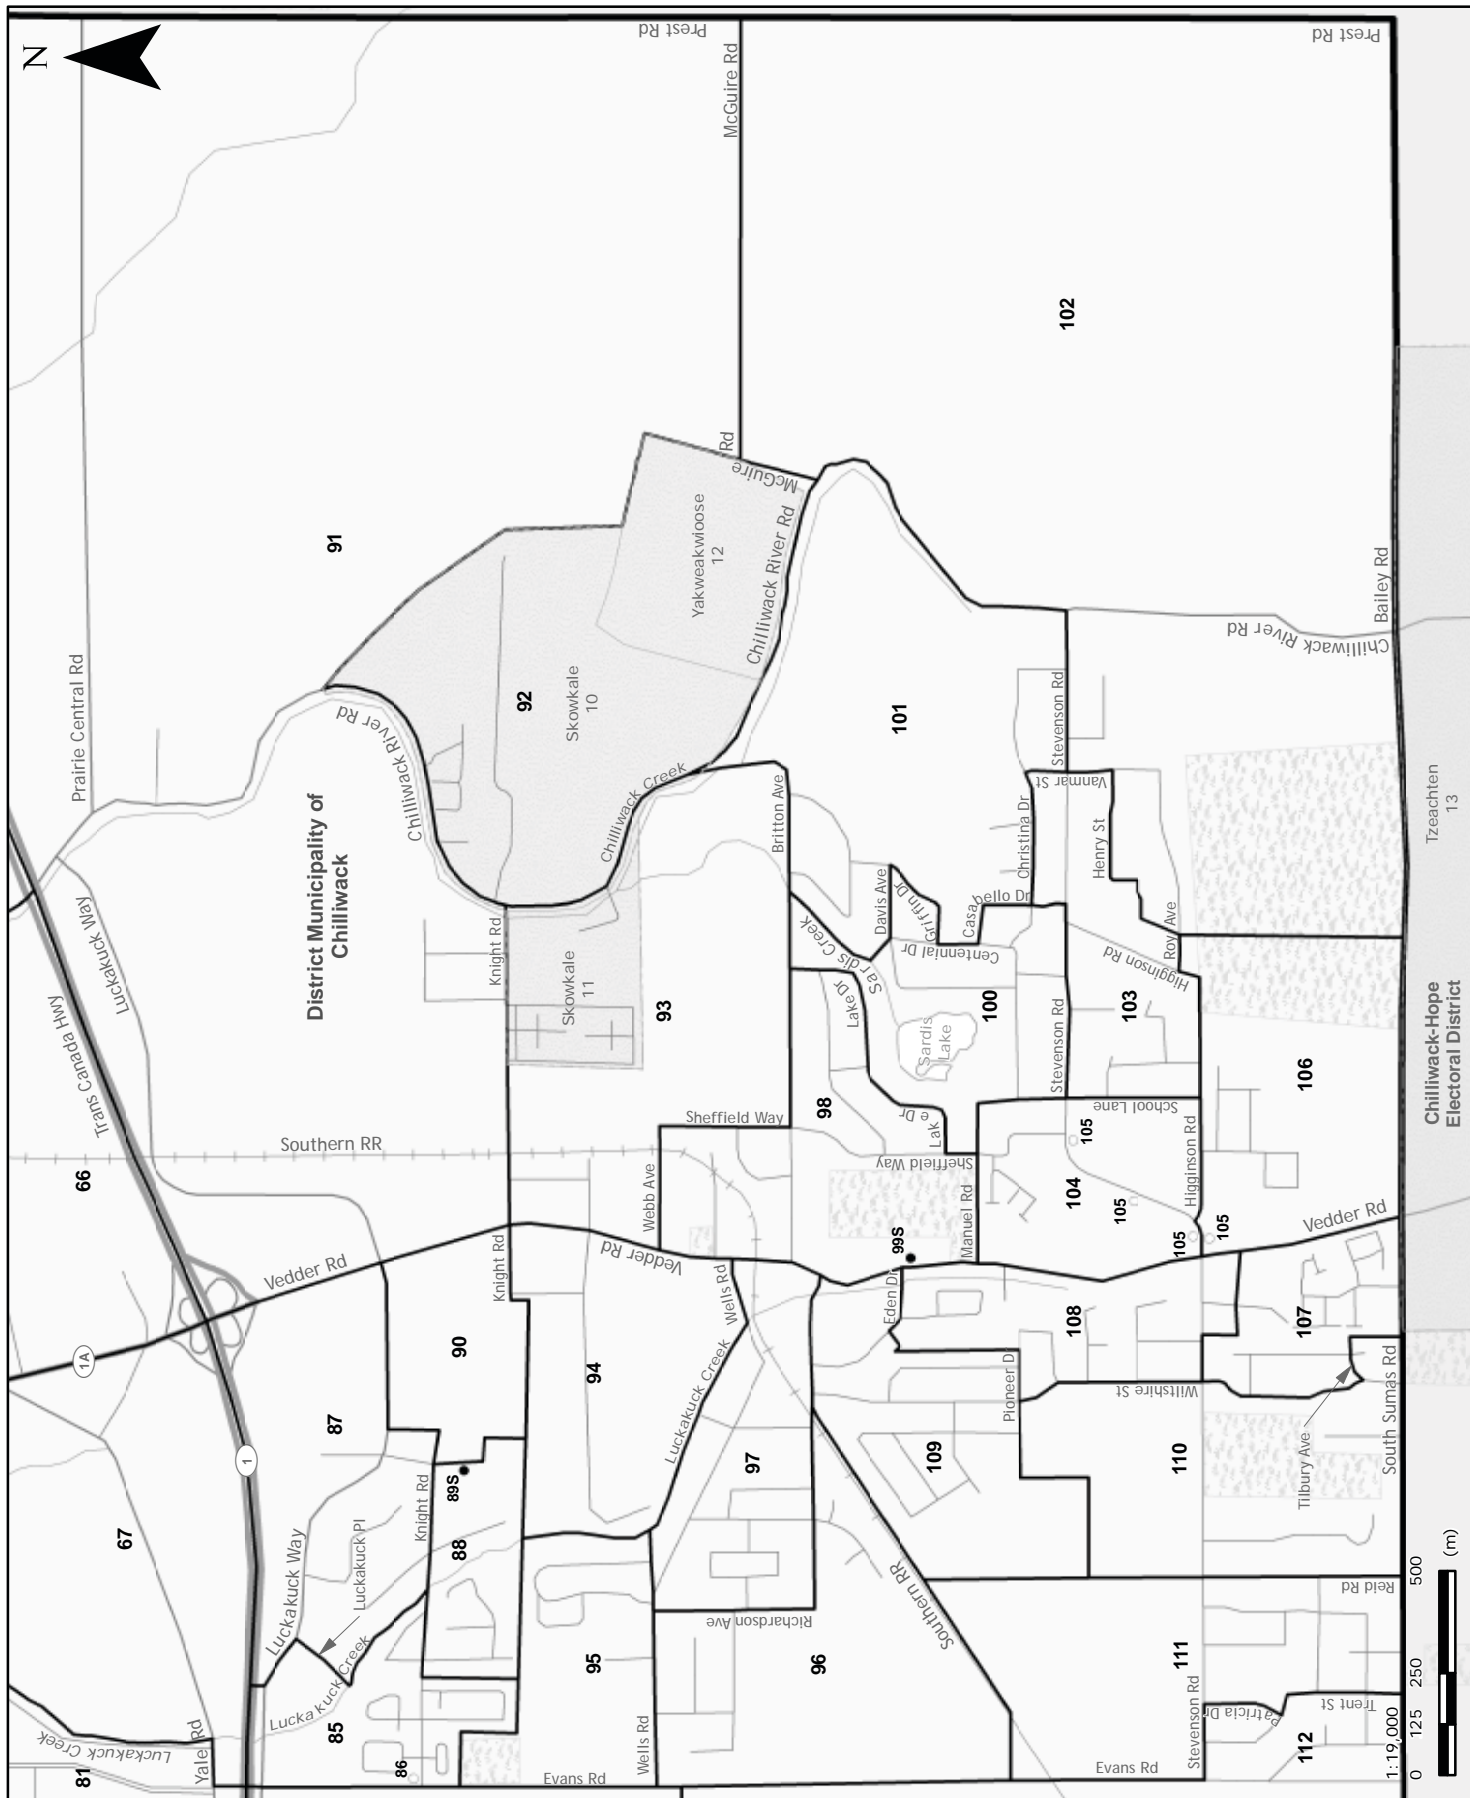 N
Prest Rd
Prest Rd
McGuire Rd
McGuire
Rd
Prairie Central Rd
91
102
Yakweakwioose
12
Skowkale
10
92
Chilliwack River Rd
Chilliwack River Rd
Chilliwack River Rd
Bailey Rd
Chilliwack Creek
101
Stevenson Rd
Vanmar St
Christina Dr
Henry St
Britton Ave
Tzeachten
13
District Municipality of
Chilliwack
Luckakuck Way
Trans Canada Hwy
Knight Rd
Skowkale
11
93
Davis Ave
Griffin Dr
Casabello Dr
Centennial Dr
Sardis Creek
Lake Dr
Sardis
Lake
100
Higginson Rd
Roy Ave
103
Stevenson Rd
School Lane
Chilliwack-Hope
Electoral District
106
Southern RR
66
Sheffield Way
98
Lake Dr
Sheffield Way
Webb Ave
105
104
105
105
105
Higginson Rd
Manuel Rd
99S
Vedder Rd
Vedder Rd
Vedder Rd
Knight Rd
Wells Rd
Eden Dr
108
107
1A
90
94
Luckakuck Creek
Pioneer D
Wiltshire St
South Sumas Rd
Tilbury Ave
87
1
89S
Knight Rd
88
97
109
110
67
Luckakuck Way
Luckakuck Pl
Luckakuck Creek
Southern RR
Richardson Ave
Reid Rd
95
96
111
85
86
Luckakuck Creek
Yale Rd
81
Evans Rd
Wells Rd
Evans Rd
Stevenson Rd
Patricia Dr
Trent St
112
1:19,000
0 125 250 500
(m)